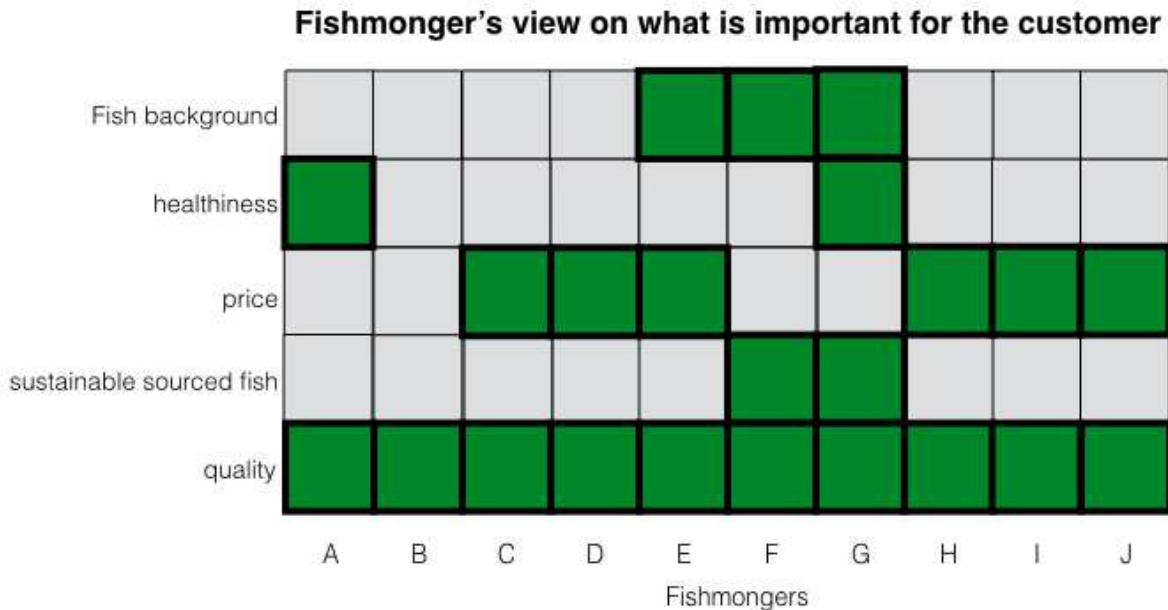 Fishmonger's view on what is important for the customer
Fish background
healthiness
price
sustainable sourced fish
quality
A B C D E F G H I J
Fishmongers